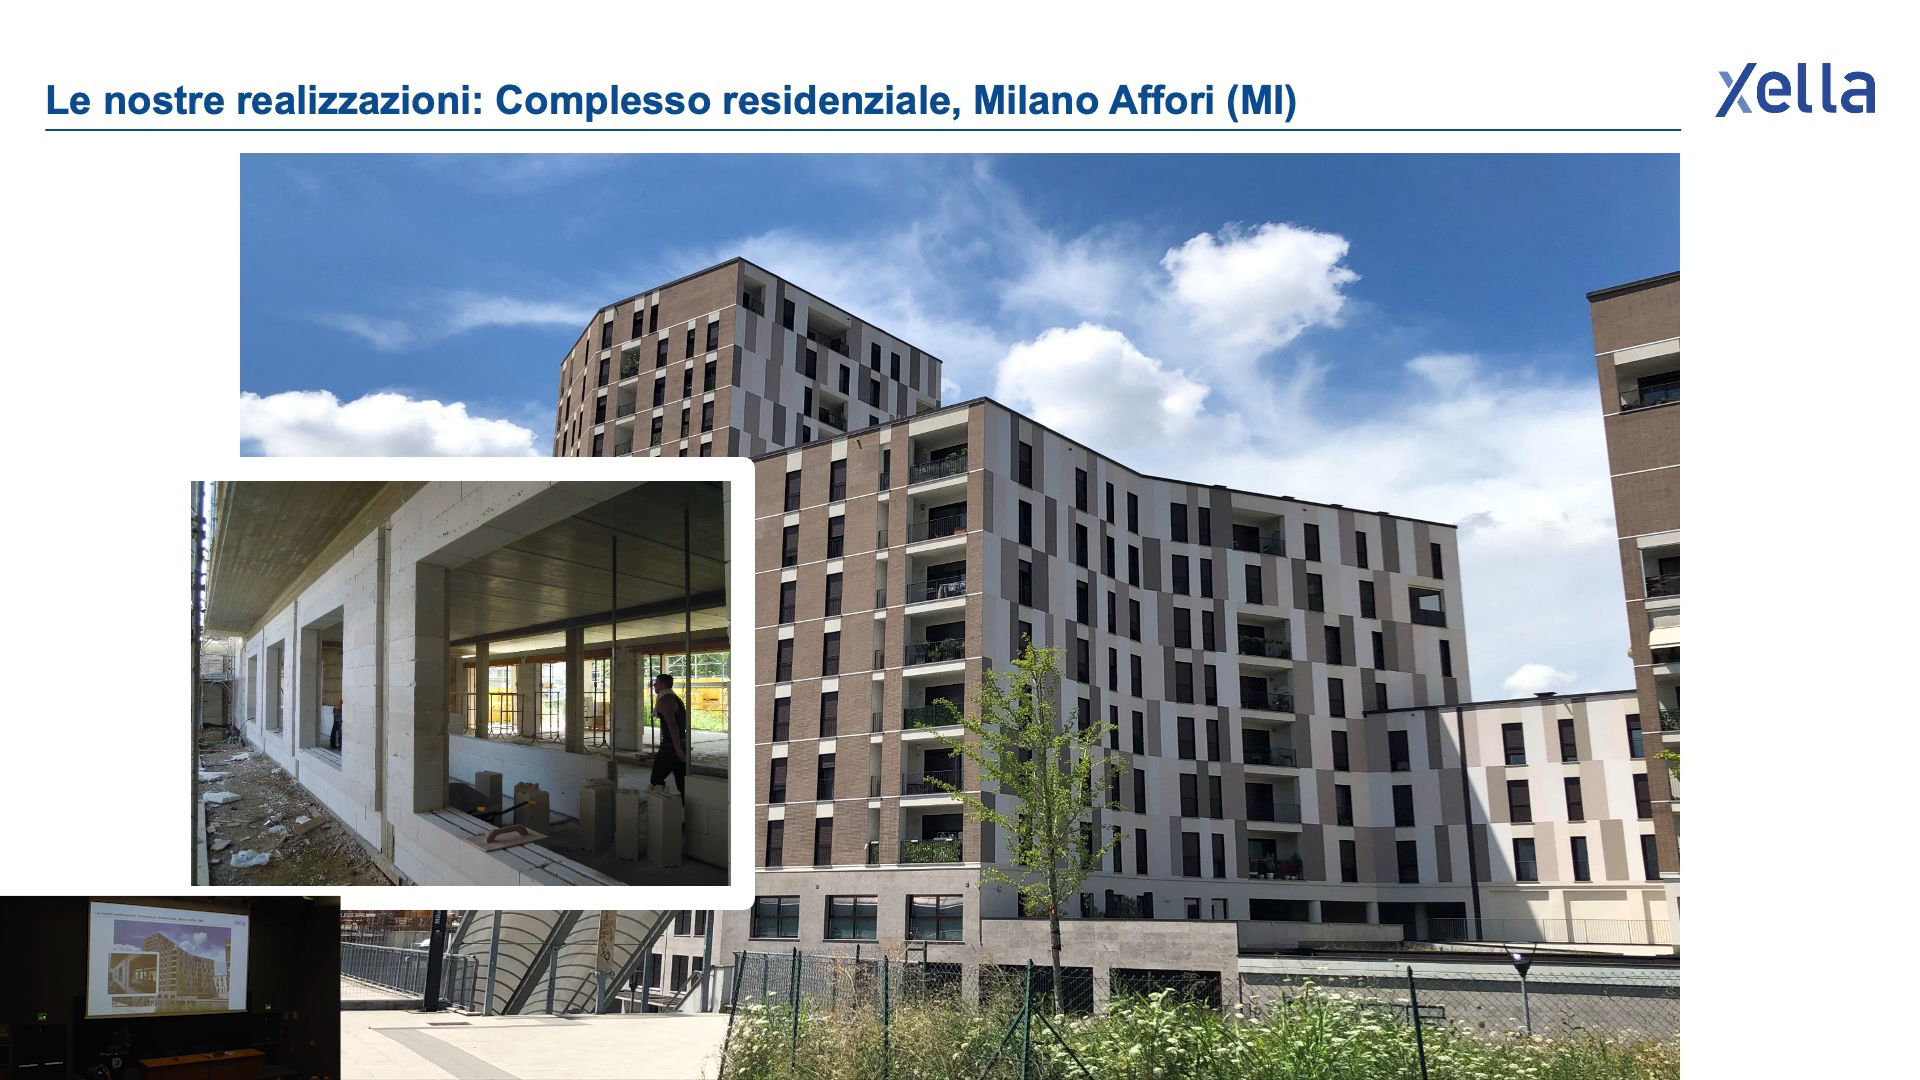 Le nostre realizzazioni: Complesso residenziale, Milano Affori (MI)
xella